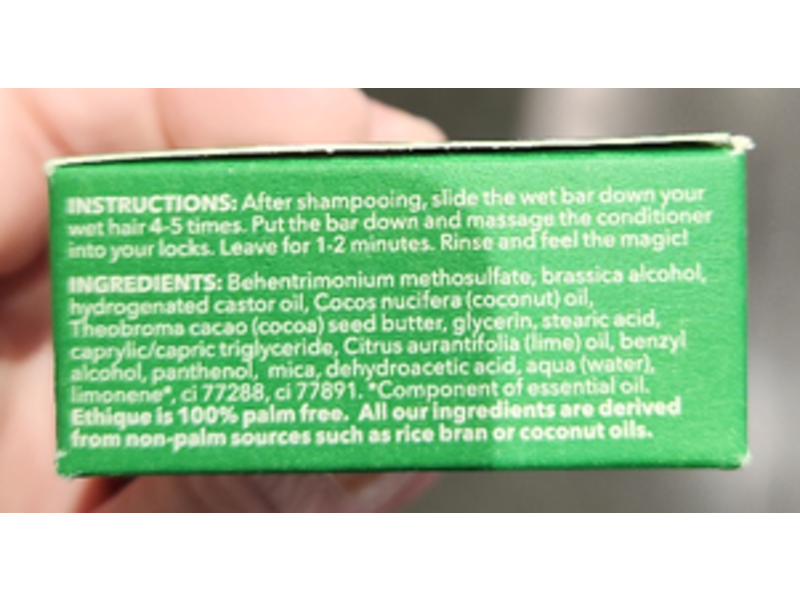 INSTRUCTIONS: After shampooing, slide the wet bar down your
wet hair 4-5 times. Put the bar down and massage the conditioner
into your locks. Leave for 1-2 minutes. Rinse and feel the magic!
INGREDIENTS: Behentrimonium methosulfate, brassica alcohol,
hydrogenated castor oil, Cocos nucifera (coconut) oil,
Theobroma cacao (cocoa) seed butter, glycerin, stearic acid,
caprylic/capric triglyceride, Citrus aurantifolia (lime) oil, benzyl
alcohol, panthenol, mica, dehydroacetic acid, aqua (water),
limonene*, ci 77288, ci 77891. *Component of essential oil.
Ethique is 100% palm free. All our ingredients are derived
from non-palm sources such as rice bran or coconut oils.